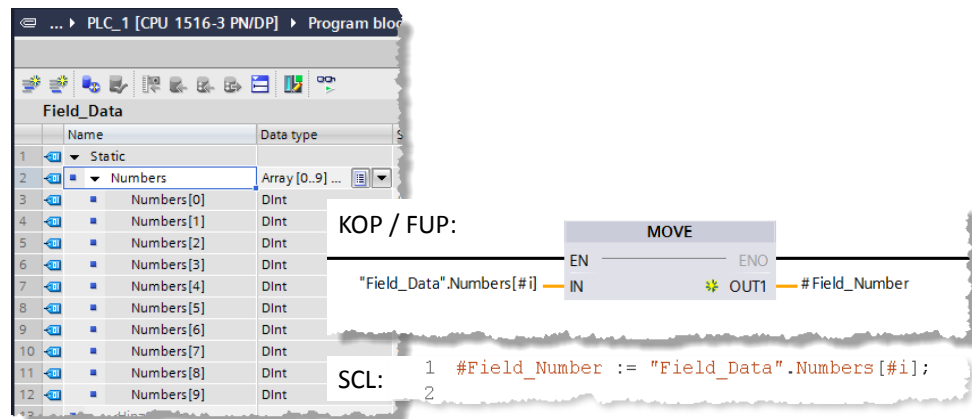 ... PLC_1 [CPU 1516-3 PN/DP] Program bloc
Field_Data
Name Data type S
1 Static
2 Numbers Array [0..9] ...
3 Numbers[0] DInt
4 Numbers[1] DInt
5 Numbers[2] DInt
6 Numbers[3] DInt
7 Numbers[4] DInt
8 Numbers[5] DInt
9 Numbers[6] DInt
10 Numbers[7] DInt
11 Numbers[8] DInt
12 Numbers[9] DInt
KOP / FUP:
MOVE
EN ENO
"Field_Data".Numbers[#i] IN OUT1 #Field_Number
SCL:
1 #Field_Number := "Field_Data".Numbers[#i];
2